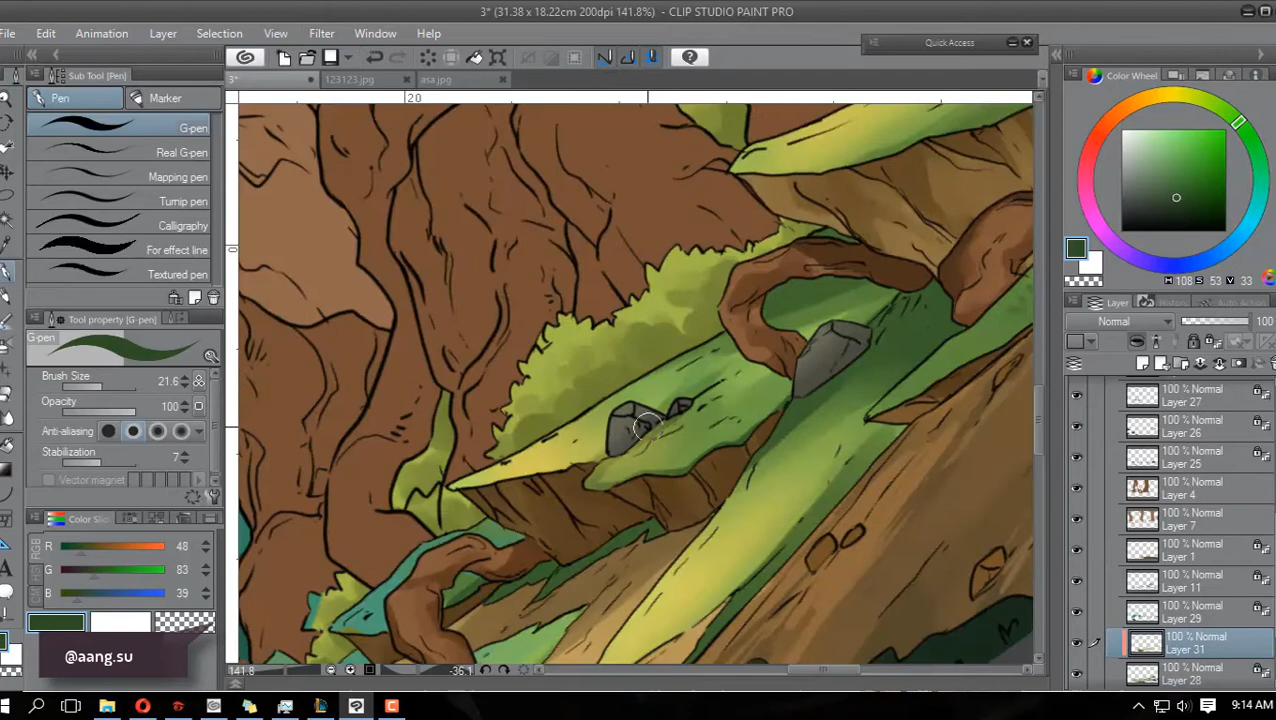 3* (31.38 x 18.22cm 200dpi 141.8%) - CLIP STUDIO PAINT PRO
File Edit Animation Layer Selection View Filter Window Help
Quick Access
Sub Tool [Pen]
3* 123123.jpg asa.jpg
Color Wheel
Pen Marker
20
G-pen
Real G-pen
Mapping pen
Turnip pen
Calligraphy
For effect line
Textured pen
Tool property [G-pen]
G-pen
Brush Size 21.6
Opacity 100
Anti-aliasing
Stabilization 7
Vector magnet
Color Slid
RGB
R 48
G 83
B 39
@aang.su
H 108 S 53 V 33
Layer History Auto Action
Normal 100
100 % Normal
Layer 27
100 % Normal
Layer 26
100 % Normal
Layer 25
100 % Normal
Layer 4
100 % Normal
Layer 7
100 % Normal
Layer 1
100 % Normal
Layer 11
100 % Normal
Layer 29
100 % Normal
Layer 31
100 % Normal
Layer 28
141.8 -36.1
9:14 AM